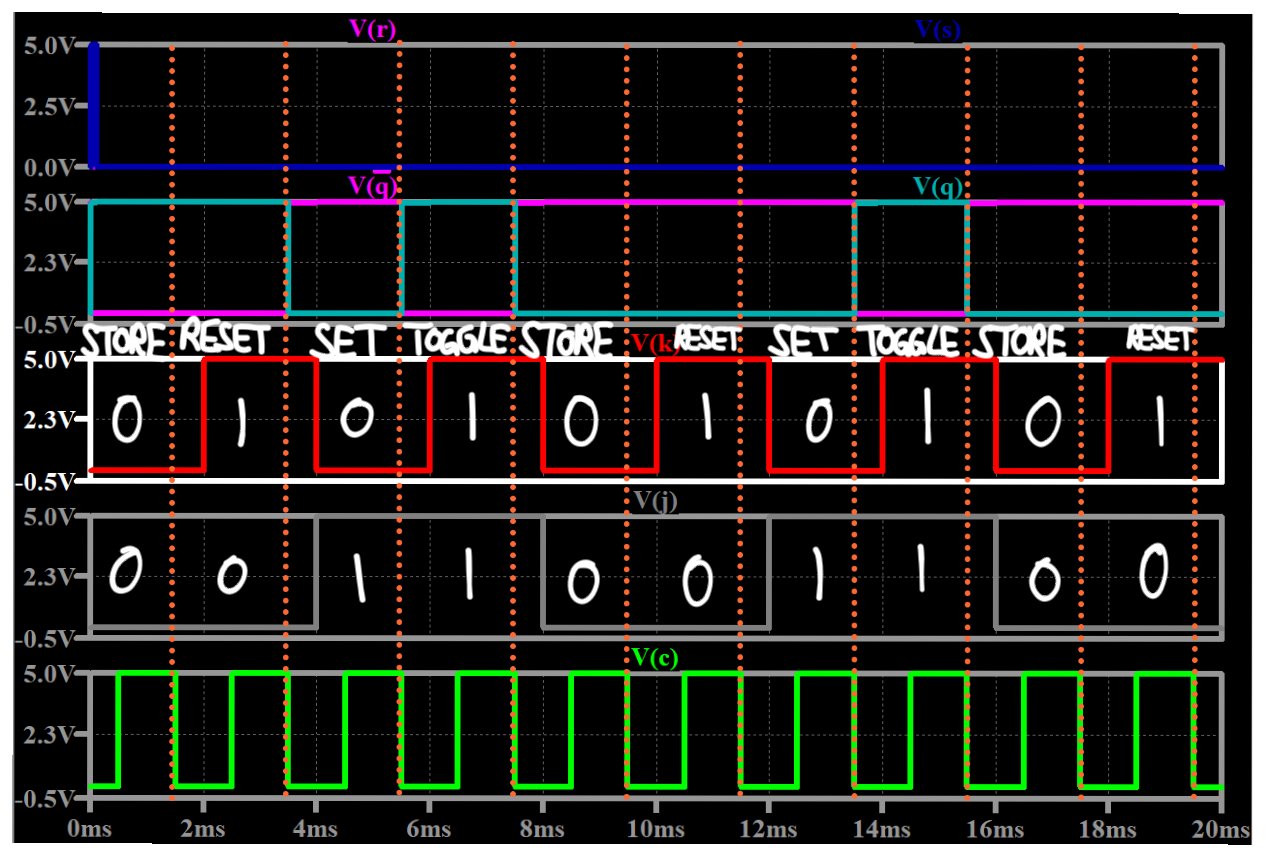 V(r) V(s)
5.0V
2.5V
0.0V
V(q̅) V(q)
5.0V
2.3V
-0.5V
STORE RESET SET TOGGLE STORE V(k) RESET SET TOGGLE STORE RESET
5.0V
2.3V 0 1 0 1 0 1 0 1 0 1
-0.5V
V(j)
5.0V
2.3V 0 0 1 1 0 0 1 1 0 0
-0.5V
V(c)
5.0V
2.3V
-0.5V
0ms 2ms 4ms 6ms 8ms 10ms 12ms 14ms 16ms 18ms 20ms